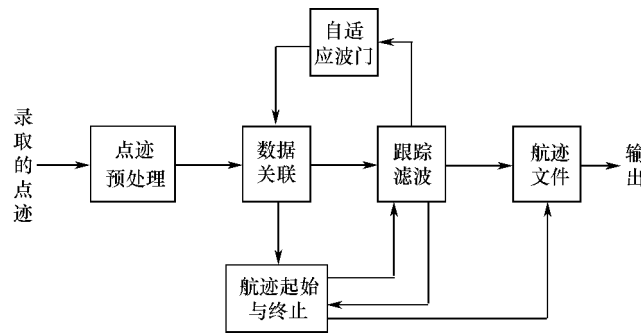 自适
应波门
录取的点迹
点迹
预处理
数据
关联
跟踪
滤波
航迹
文件
输出
航迹起始
与终止